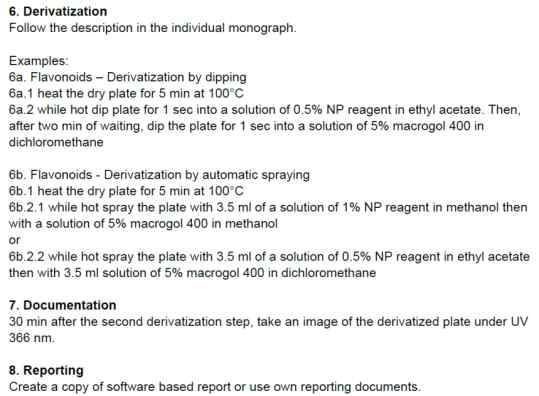 6. Derivatization
Follow the description in the individual monograph.
Examples:
6a. Flavonoids – Derivatization by dipping
6a.1 heat the dry plate for 5 min at 100°C
6a.2 while hot dip plate for 1 sec into a solution of 0.5% NP reagent in ethyl acetate. Then,
after two min of waiting, dip the plate for 1 sec into a solution of 5% macrogol 400 in
dichloromethane
6b. Flavonoids - Derivatization by automatic spraying
6b.1 heat the dry plate for 5 min at 100°C
6b.2.1 while hot spray the plate with 3.5 ml of a solution of 1% NP reagent in methanol then
with a solution of 5% macrogol 400 in methanol
or
6b.2.2 while hot spray the plate with 3.5 ml of a solution of 0.5% NP reagent in ethyl acetate
then with 3.5 ml solution of 5% macrogol 400 in dichloromethane
7. Documentation
30 min after the second derivatization step, take an image of the derivatized plate under UV
366 nm.
8. Reporting
Create a copy of software based report or use own reporting documents.